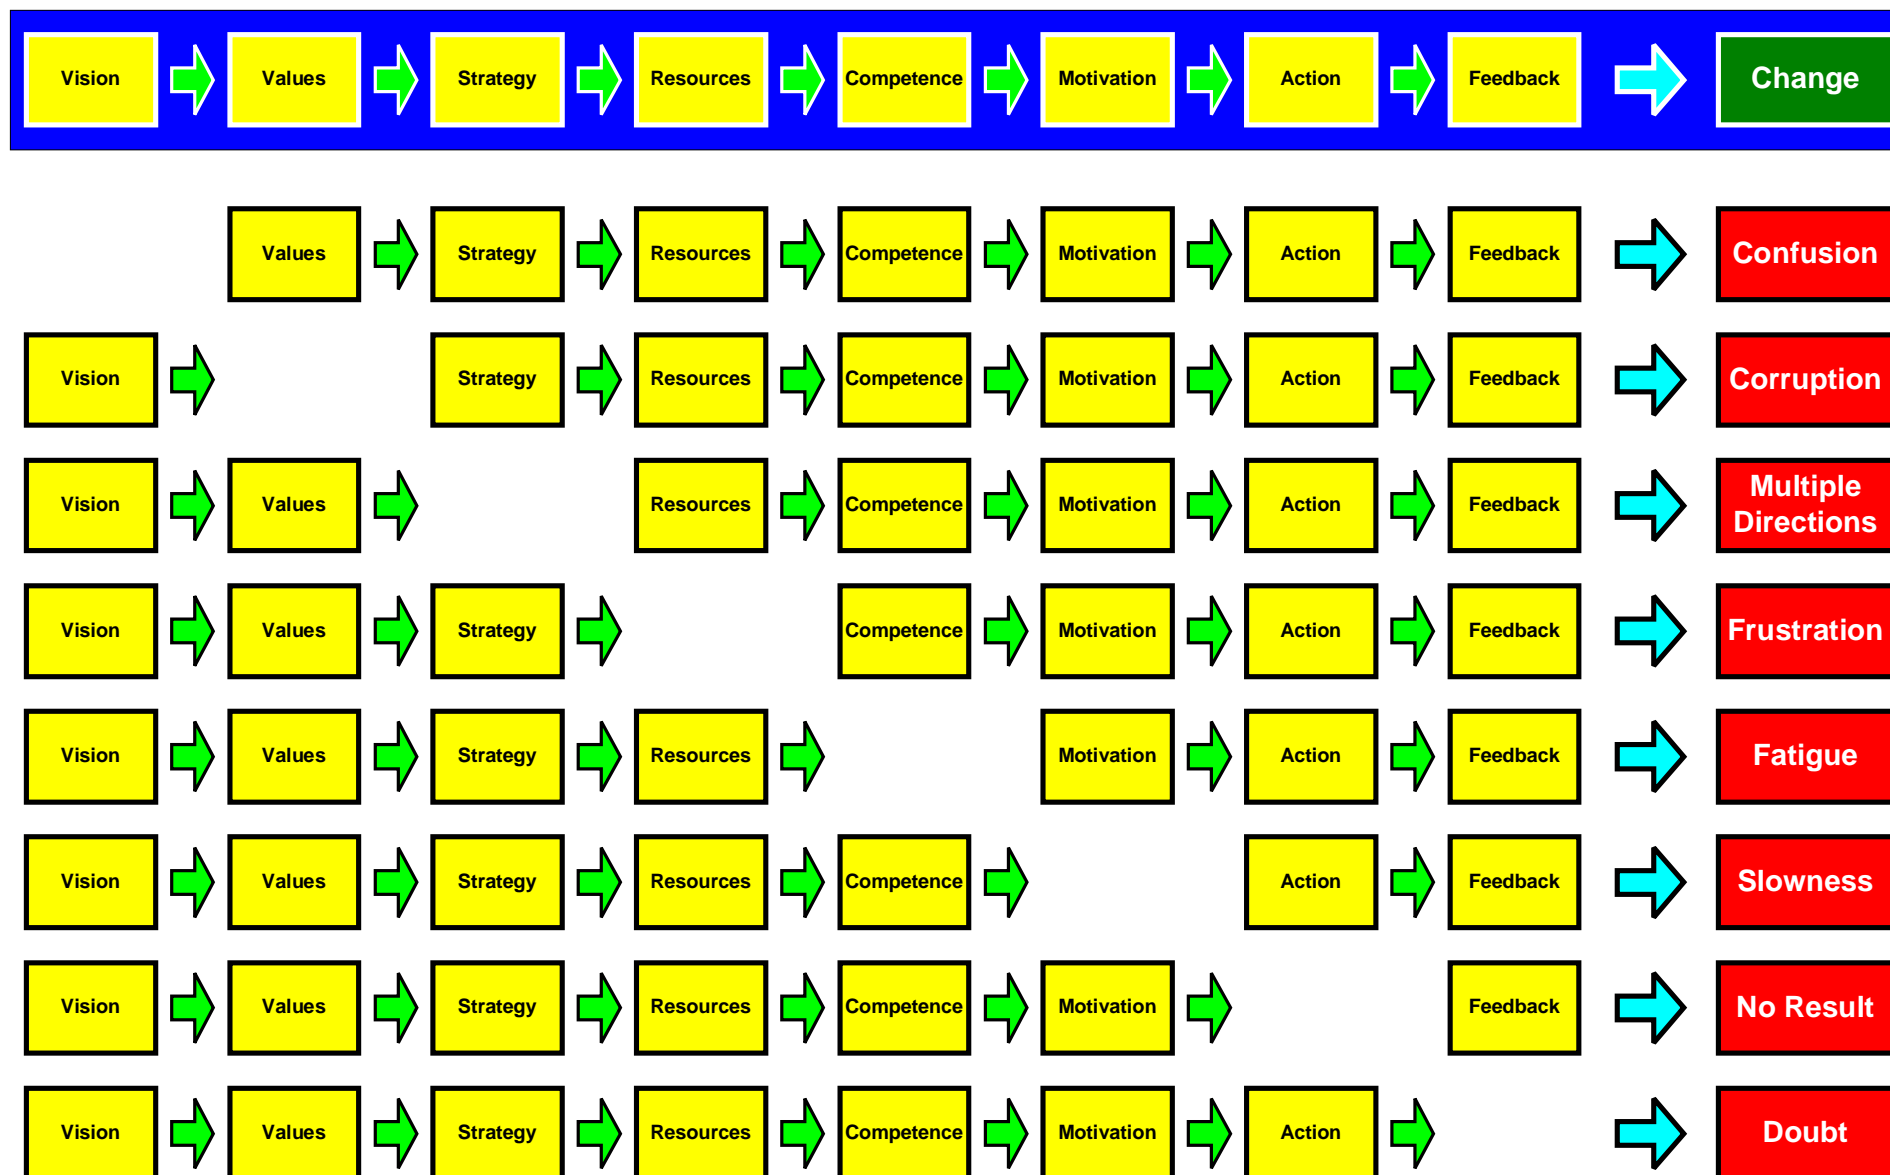 Vision Values Strategy Resources Competence Motivation Action Feedback Change
Values Strategy Resources Competence Motivation Action Feedback Confusion
Vision Strategy Resources Competence Motivation Action Feedback Corruption
Vision Values Resources Competence Motivation Action Feedback Multiple
Directions
Vision Values Strategy Competence Motivation Action Feedback Frustration
Vision Values Strategy Resources Motivation Action Feedback Fatigue
Vision Values Strategy Resources Competence Action Feedback Slowness
Vision Values Strategy Resources Competence Motivation Feedback No Result
Vision Values Strategy Resources Competence Motivation Action Doubt